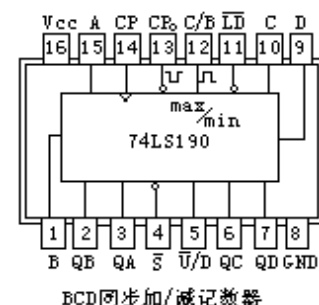 Vcc A CP CP₀ C/B L̅D̅ C D
16 15 14 13 12 11 10 9
max/min
74LS190
1 2 3 4 5 6 7 8
B QB QA S̅ U̅/D QC QD GND
BCD同步加/减记数器